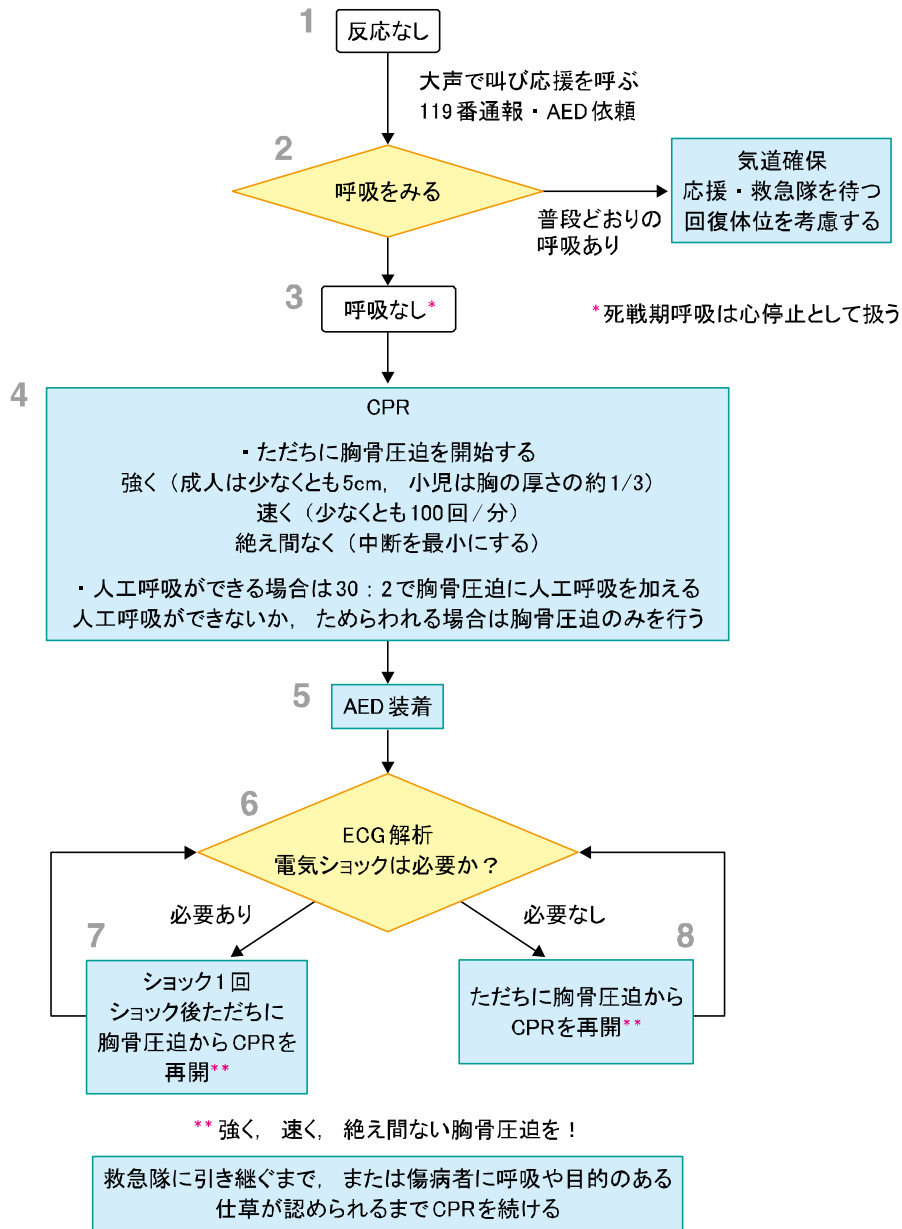 1
反応なし
大声で叫び応援を呼ぶ
119番通報・AED依頼
2
呼吸をみる
普段どおりの
呼吸あり
気道確保
応援・救急隊を待つ
回復体位を考慮する
3
呼吸なし*
*死戦期呼吸は心停止として扱う
4
CPR
・ただちに胸骨圧迫を開始する
強く（成人は少なくとも5cm，小児は胸の厚さの約1/3）
速く（少なくとも100回/分）
絶え間なく（中断を最小にする）
・人工呼吸ができる場合は30：2で胸骨圧迫に人工呼吸を加える
人工呼吸ができないか，ためらわれる場合は胸骨圧迫のみを行う
5
AED装着
6
ECG解析
電気ショックは必要か？
必要あり
必要なし
7
ショック1回
ショック後ただちに
胸骨圧迫からCPRを
再開**
8
ただちに胸骨圧迫から
CPRを再開**
**強く，速く，絶え間ない胸骨圧迫を！
救急隊に引き継ぐまで，または傷病者に呼吸や目的のある
仕草が認められるまでCPRを続ける